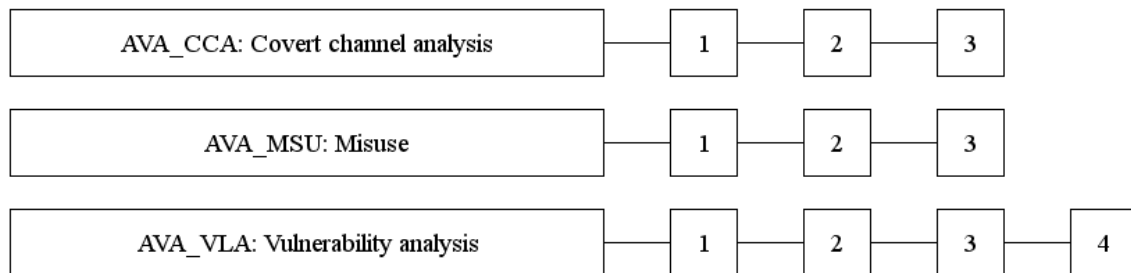 AVA_CCA: Covert channel analysis 1 2 3
AVA_MSU: Misuse 1 2 3
AVA_VLA: Vulnerability analysis 1 2 3 4